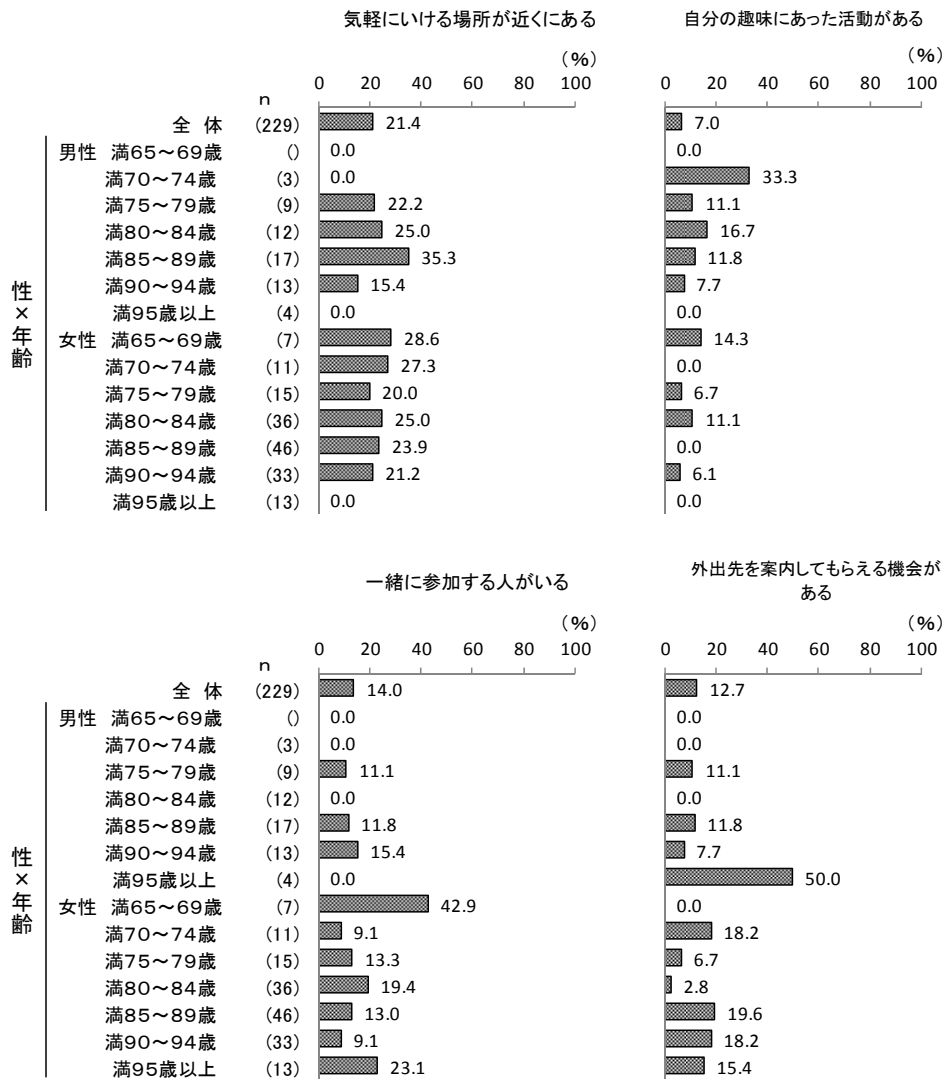 気軽にいける場所が近くにある 自分の趣味にあった活動がある
(%) (%)
0 20 40 60 80 100 0 20 40 60 80 100
n
全 体 (229) 21.4 7.0
男性 満65～69歳 () 0.0 0.0
満70～74歳 (3) 0.0 33.3
満75～79歳 (9) 22.2 11.1
満80～84歳 (12) 25.0 16.7
満85～89歳 (17) 35.3 11.8
満90～94歳 (13) 15.4 7.7
満95歳以上 (4) 0.0 0.0
女性 満65～69歳 (7) 28.6 14.3
満70～74歳 (11) 27.3 0.0
満75～79歳 (15) 20.0 6.7
満80～84歳 (36) 25.0 11.1
満85～89歳 (46) 23.9 0.0
満90～94歳 (33) 21.2 6.1
満95歳以上 (13) 0.0 0.0
性×年齢
一緒に参加する人がいる 外出先を案内してもらえる機会が
ある
(%) (%)
0 20 40 60 80 100 0 20 40 60 80 100
n
全 体 (229) 14.0 12.7
男性 満65～69歳 () 0.0 0.0
満70～74歳 (3) 0.0 0.0
満75～79歳 (9) 11.1 11.1
満80～84歳 (12) 0.0 0.0
満85～89歳 (17) 11.8 11.8
満90～94歳 (13) 15.4 7.7
満95歳以上 (4) 0.0 50.0
女性 満65～69歳 (7) 42.9 0.0
満70～74歳 (11) 9.1 18.2
満75～79歳 (15) 13.3 6.7
満80～84歳 (36) 19.4 2.8
満85～89歳 (46) 13.0 19.6
満90～94歳 (33) 9.1 18.2
満95歳以上 (13) 23.1 15.4
性×年齢